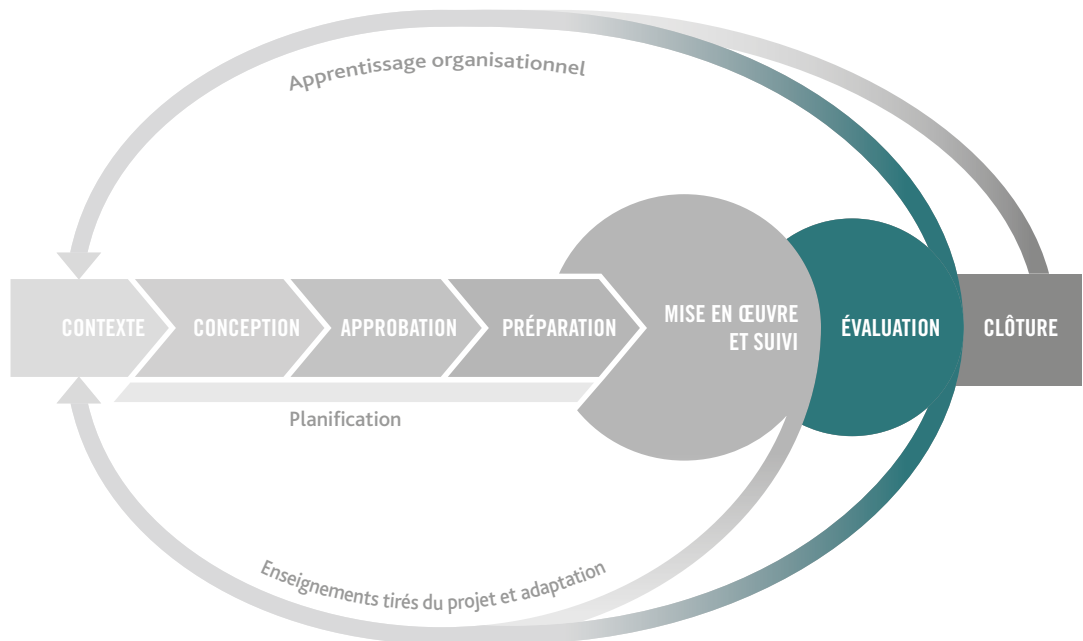 Apprentissage organisationnel
CONTEXTE
CONCEPTION
APPROBATION
PRÉPARATION
MISE EN ŒUVRE
ET SUIVI
ÉVALUATION
CLÔTURE
Planification
Enseignements tirés du projet et adaptation